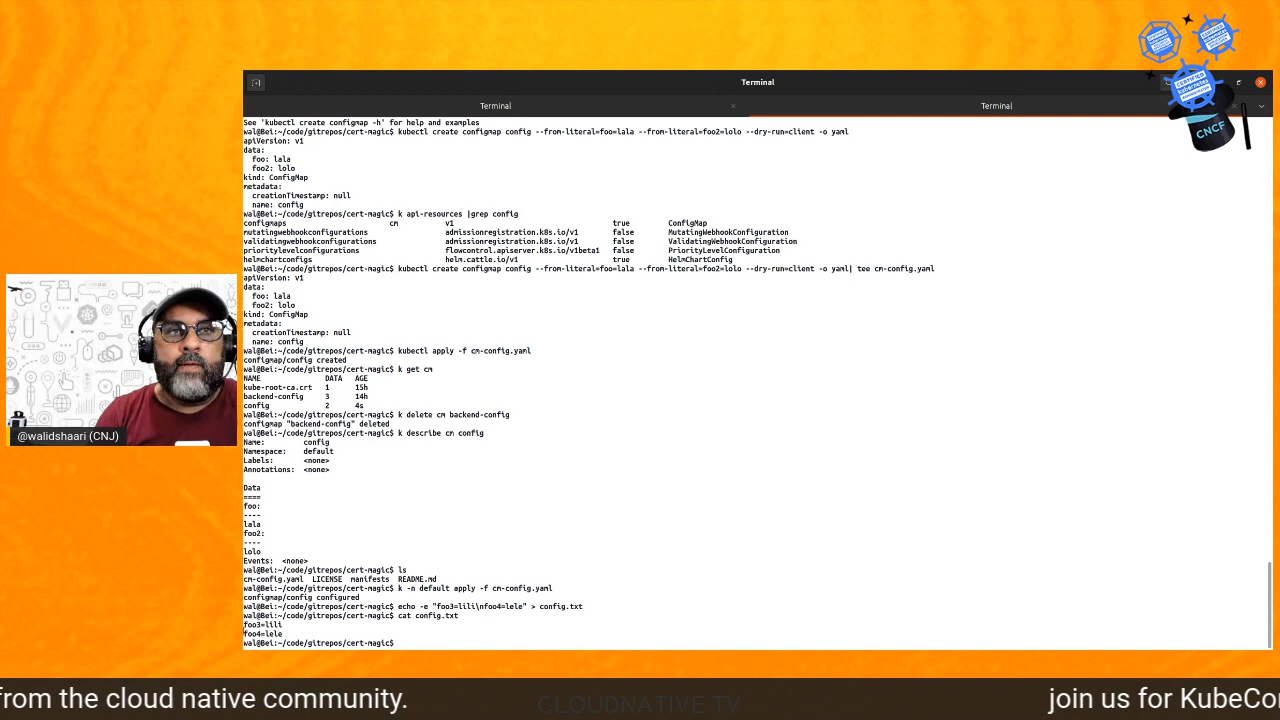 Terminal
Terminal
Terminal
See 'kubectl create configmap -h' for help and examples
wal@Bei:~/code/gitrepos/cert-magic$ kubectl create configmap config --from-literal=foo=lala --from-literal=foo2=lolo --dry-run=client -o yaml
apiVersion: v1
data:
  foo: lala
  foo2: lolo
kind: ConfigMap
metadata:
  creationTimestamp: null
  name: config
wal@Bei:~/code/gitrepos/cert-magic$ k api-resources |grep config
configmaps                        cm           v1                                     true         ConfigMap
mutatingwebhookconfigurations                  admissionregistration.k8s.io/v1        false        MutatingWebhookConfiguration
validatingwebhookconfigurations                admissionregistration.k8s.io/v1        false        ValidatingWebhookConfiguration
prioritylevelconfigurations                    flowcontrol.apiserver.k8s.io/v1beta1   false        PriorityLevelConfiguration
helmchartconfigs                               helm.cattle.io/v1                      true         HelmChartConfig
wal@Bei:~/code/gitrepos/cert-magic$ kubectl create configmap config --from-literal=foo=lala --from-literal=foo2=lolo --dry-run=client -o yaml| tee cm-config.yaml
apiVersion: v1
data:
  foo: lala
  foo2: lolo
kind: ConfigMap
metadata:
  creationTimestamp: null
  name: config
wal@Bei:~/code/gitrepos/cert-magic$ kubectl apply -f cm-config.yaml
configmap/config created
wal@Bei:~/code/gitrepos/cert-magic$ k get cm
NAME               DATA   AGE
kube-root-ca.crt   1      15h
backend-config     3      14h
config             2      4s
wal@Bei:~/code/gitrepos/cert-magic$ k delete cm backend-config
configmap "backend-config" deleted
wal@Bei:~/code/gitrepos/cert-magic$ k describe cm config
Name:         config
Namespace:    default
Labels:       <none>
Annotations:  <none>
Data
====
foo:
----
lala
foo2:
----
lolo
Events:  <none>
wal@Bei:~/code/gitrepos/cert-magic$ ls
cm-config.yaml  LICENSE  manifests  README.md
wal@Bei:~/code/gitrepos/cert-magic$ k -n default apply -f cm-config.yaml
configmap/config configured
wal@Bei:~/code/gitrepos/cert-magic$ echo -e "foo3=lili\nfoo4=lele" > config.txt
wal@Bei:~/code/gitrepos/cert-magic$ cat config.txt
foo3=lili
foo4=lele
wal@Bei:~/code/gitrepos/cert-magic$
CNCF
@walidshaari (CNJ)
from the cloud native community.
CLOUDNATIVE TV
join us for KubeCo